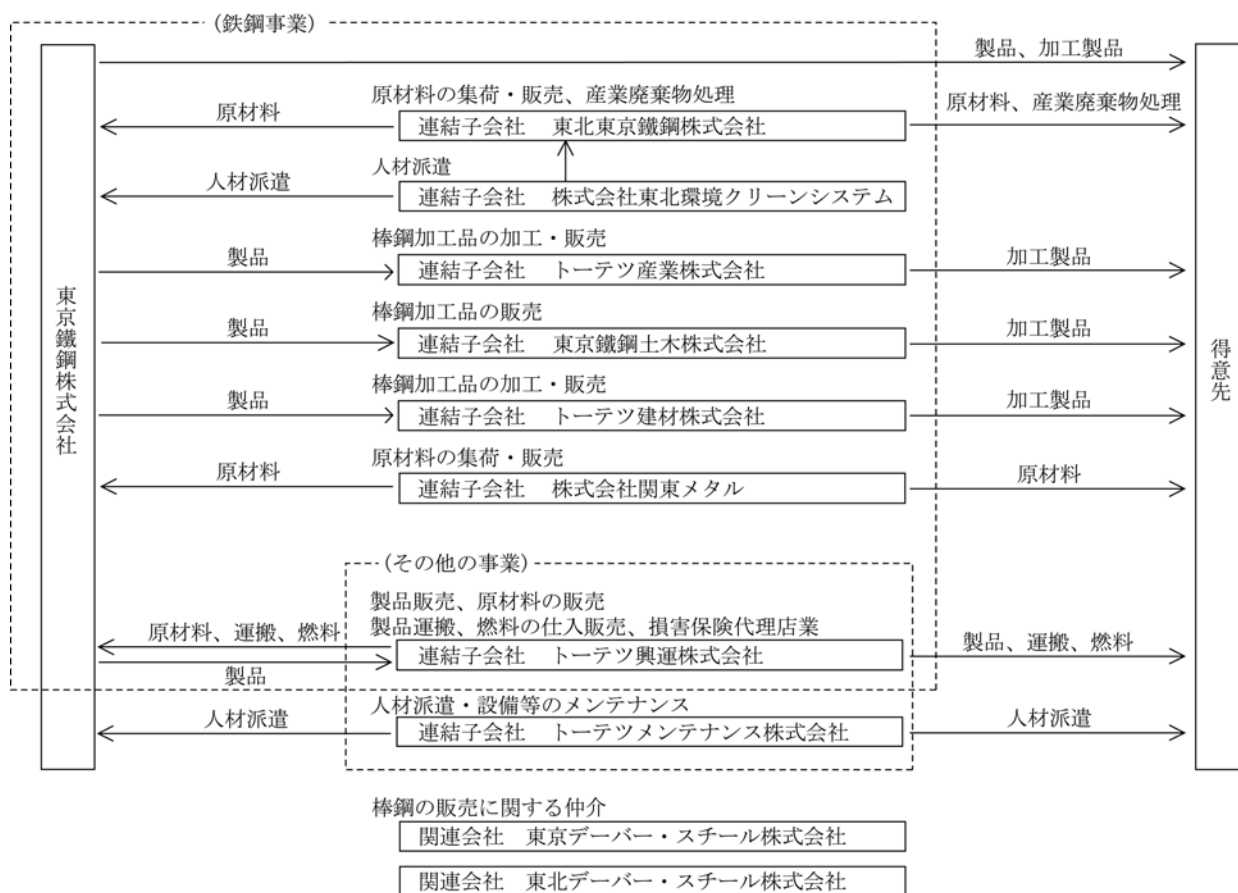 (鉄鋼事業)
東京鐵鋼株式会社
得意先
製品、加工製品
原材料の集荷・販売、産業廃棄物処理
原材料
連結子会社 東北東京鐵鋼株式会社
原材料、産業廃棄物処理
人材派遣
人材派遣
連結子会社 株式会社東北環境クリーンシステム
棒鋼加工品の加工・販売
製品
連結子会社 トーテツ産業株式会社
加工製品
棒鋼加工品の販売
製品
連結子会社 東京鐵鋼土木株式会社
加工製品
棒鋼加工品の加工・販売
製品
連結子会社 トーテツ建材株式会社
加工製品
原材料の集荷・販売
原材料
連結子会社 株式会社関東メタル
原材料
(その他の事業)
製品販売、原材料の販売
製品運搬、燃料の仕入販売、損害保険代理店業
原材料、運搬、燃料
連結子会社 トーテツ興運株式会社
製品、運搬、燃料
製品
人材派遣・設備等のメンテナンス
人材派遣
連結子会社 トーテツメンテナンス株式会社
人材派遣
棒鋼の販売に関する仲介
関連会社 東京デーバー・スチール株式会社
関連会社 東北デーバー・スチール株式会社